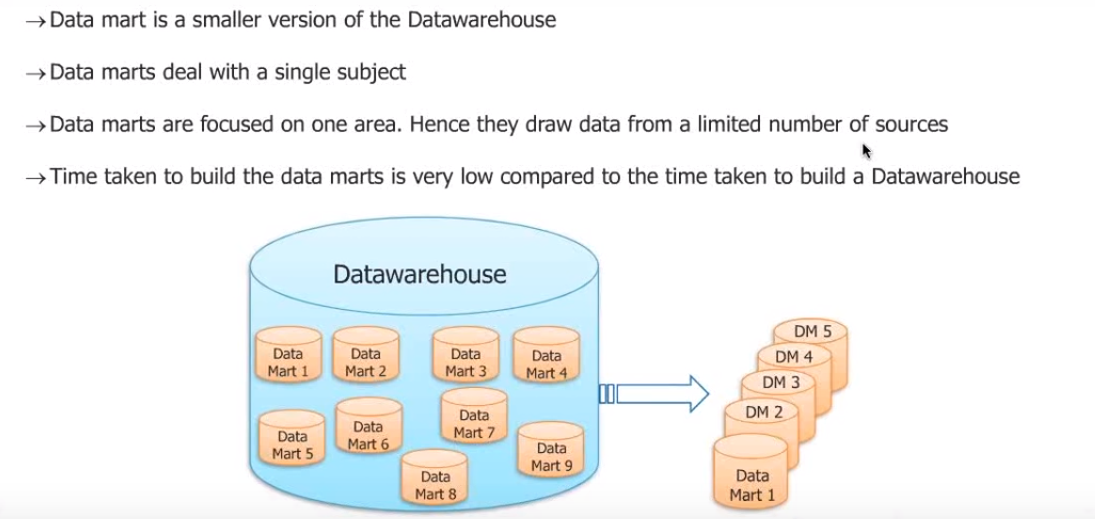 →Data mart is a smaller version of the Datawarehouse
→Data marts deal with a single subject
→Data marts are focused on one area. Hence they draw data from a limited number of sources
→Time taken to build the data marts is very low compared to the time taken to build a Datawarehouse
Datawarehouse
Data
Mart 1
Data
Mart 2
Data
Mart 3
Data
Mart 4
Data
Mart 5
Data
Mart 6
Data
Mart 7
Data
Mart 8
Data
Mart 9
DM 5
DM 4
DM 3
DM 2
Data
Mart 1